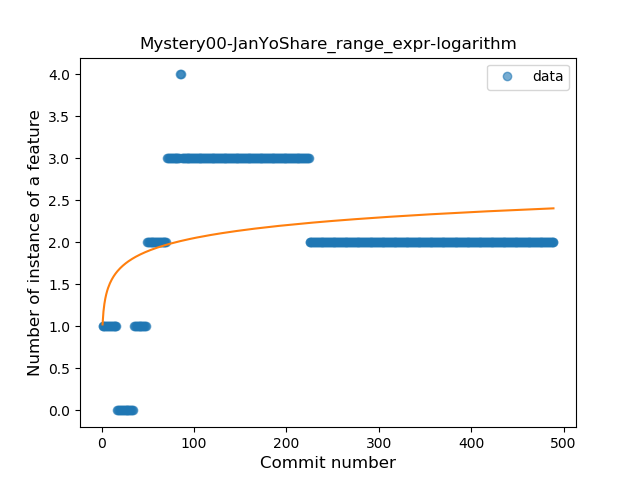 Mystery00-JanYoShare_range_expr-logarithm
data
4.0
3.5
3.0
2.5
2.0
1.5
1.0
0.5
0.0
Number of instance of a feature
0 100 200 300 400 500
Commit number